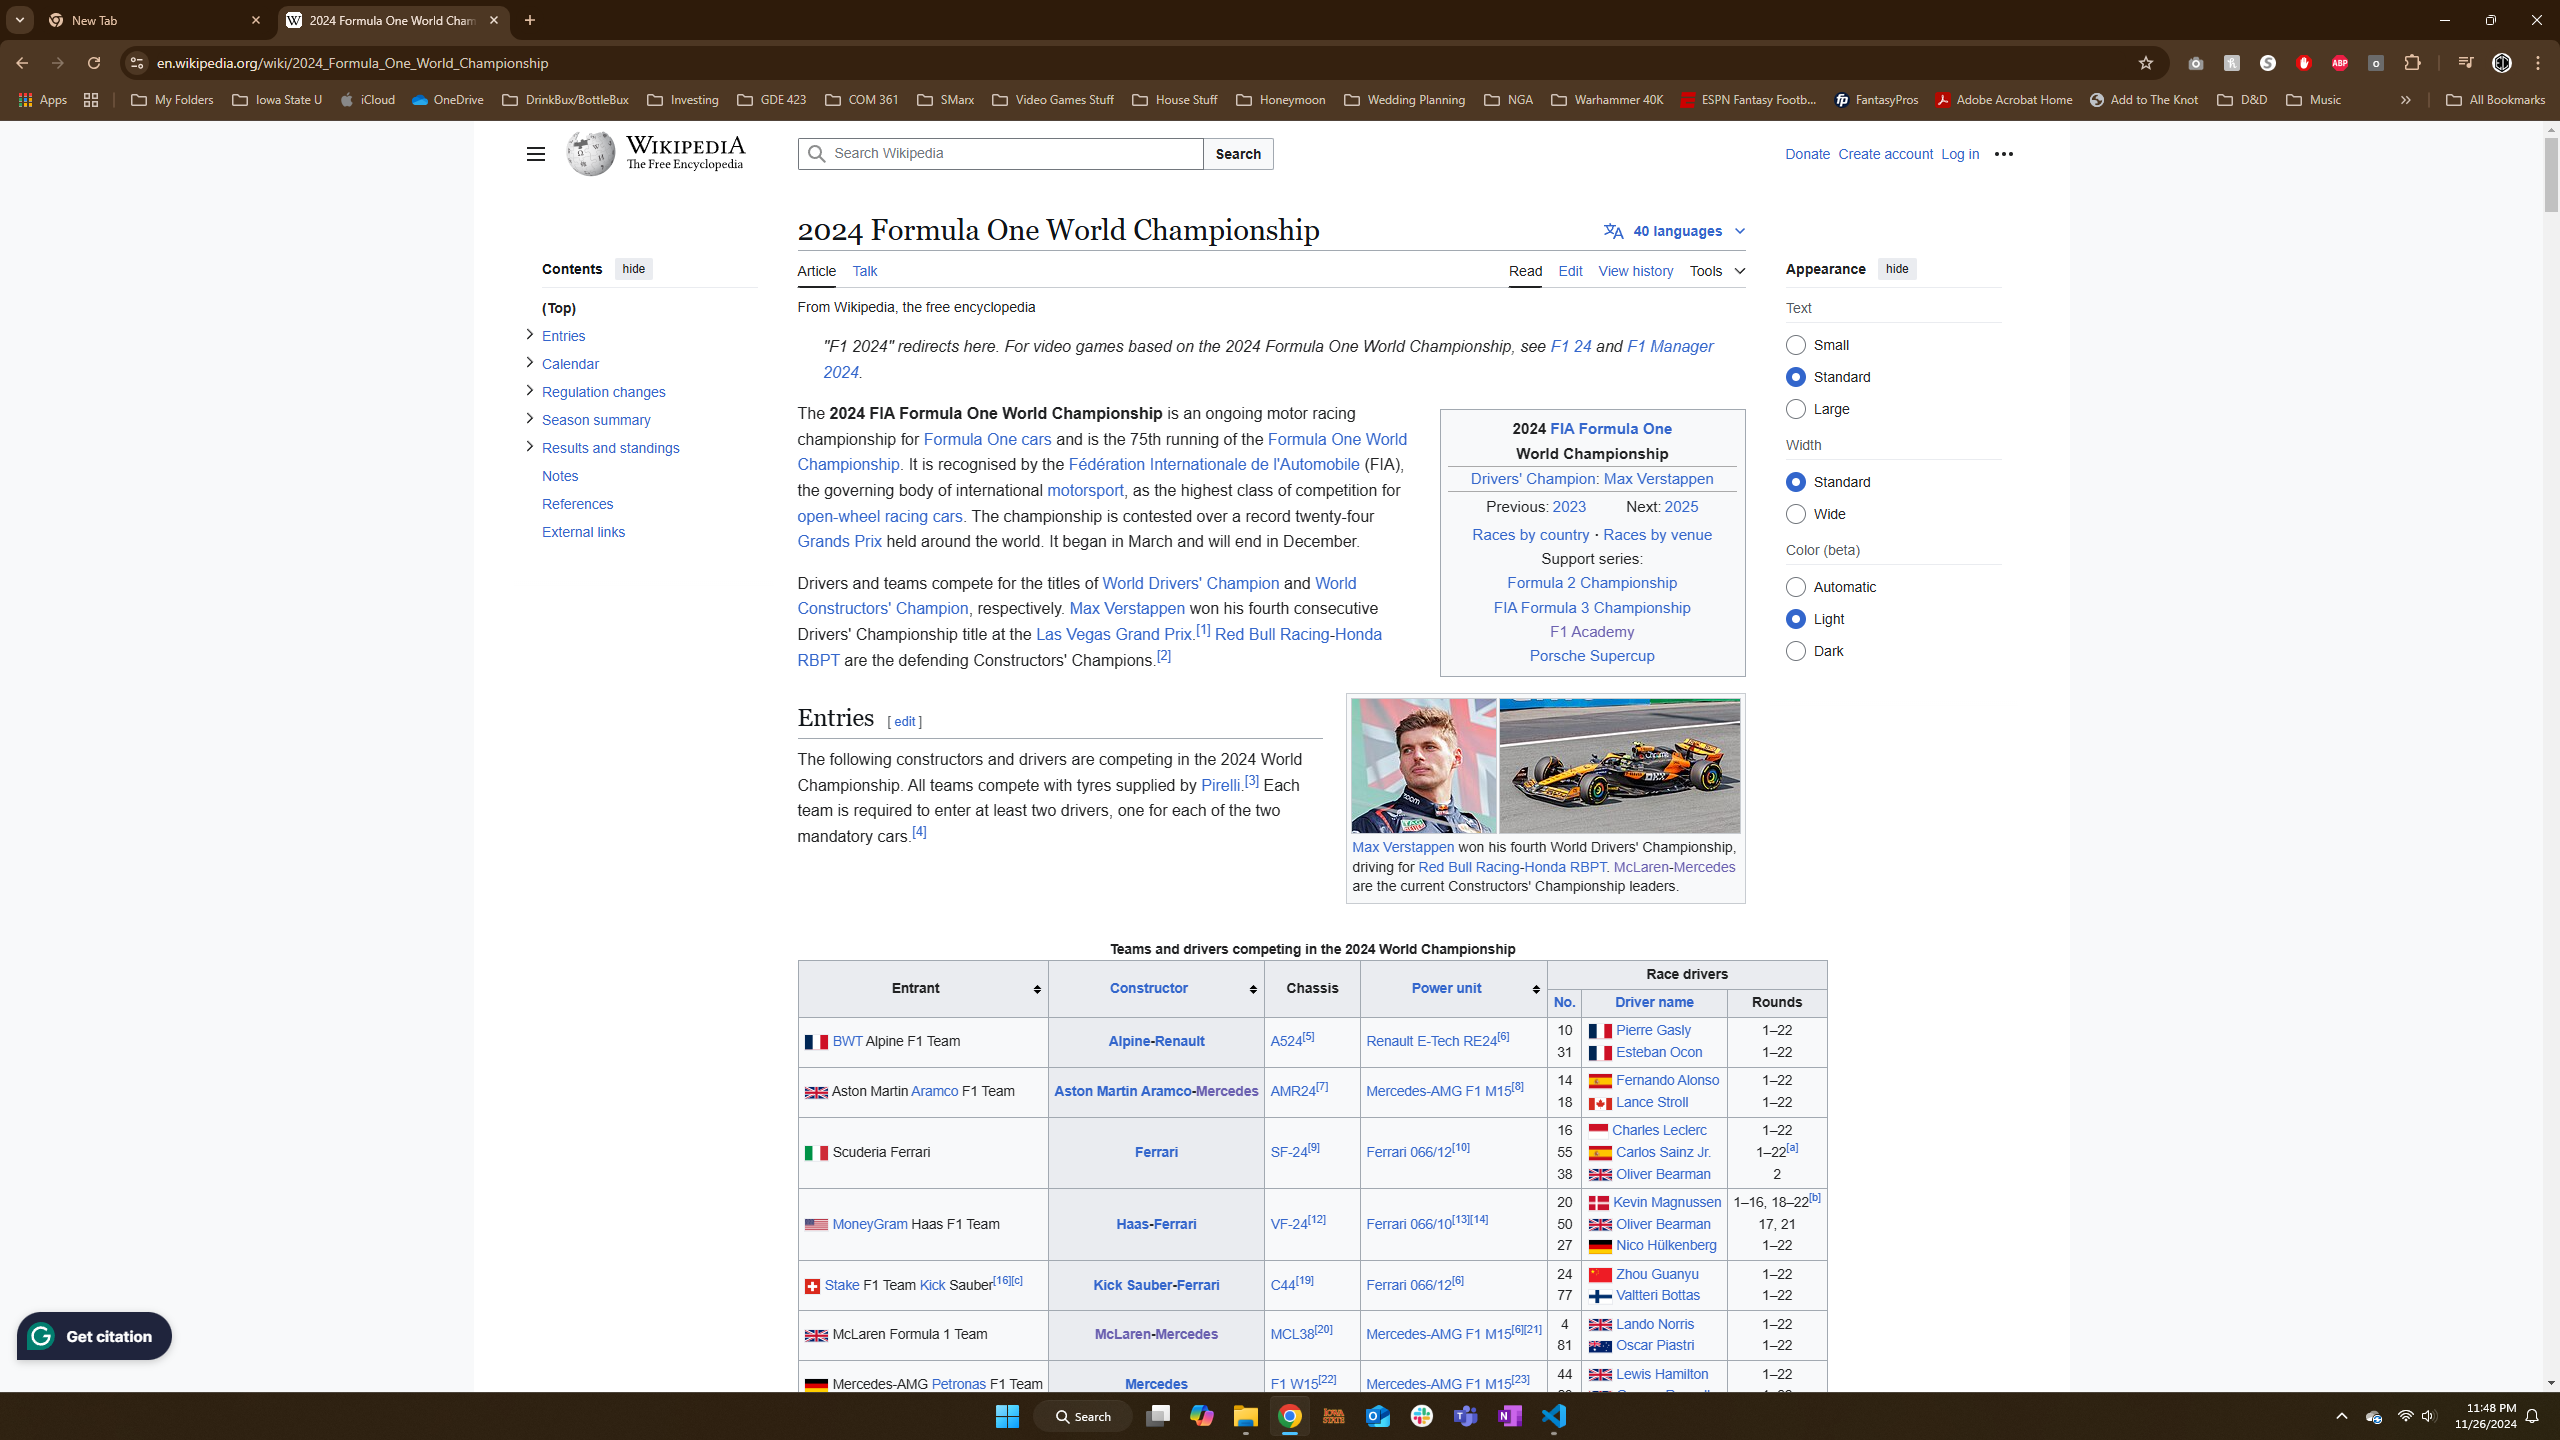 New Tab
2024 Formula One World Cham
en.wikipedia.org/wiki/2024_Formula_One_World_Championship
Apps
My Folders
Iowa State U
iCloud
OneDrive
DrinkBux/BottleBux
Investing
GDE 423
COM 361
SMarx
Video Games Stuff
House Stuff
Honeymoon
Wedding Planning
NGA
Warhammer 40K
ESPN Fantasy Footb...
FantasyPros
Adobe Acrobat Home
Add to The Knot
D&D
Music
All Bookmarks
WIKIPEDIA
The Free Encyclopedia
Search Wikipedia
Search
Donate Create account Log in
2024 Formula One World Championship
40 languages
Contents hide
Article Talk
Read Edit View history Tools
Appearance hide
(Top)
Entries
Calendar
Regulation changes
Season summary
Results and standings
Notes
References
External links
From Wikipedia, the free encyclopedia
"F1 2024" redirects here. For video games based on the 2024 Formula One World Championship, see F1 24 and F1 Manager
2024.
The 2024 FIA Formula One World Championship is an ongoing motor racing
championship for Formula One cars and is the 75th running of the Formula One World
Championship. It is recognised by the Fédération Internationale de l'Automobile (FIA),
the governing body of international motorsport, as the highest class of competition for
open-wheel racing cars. The championship is contested over a record twenty-four
Grands Prix held around the world. It began in March and will end in December.
Drivers and teams compete for the titles of World Drivers' Champion and World
Constructors' Champion, respectively. Max Verstappen won his fourth consecutive
Drivers' Championship title at the Las Vegas Grand Prix.[1] Red Bull Racing-Honda
RBPT are the defending Constructors' Champions.[2]
2024 FIA Formula One
World Championship
Drivers' Champion: Max Verstappen
Previous: 2023 Next: 2025
Races by country · Races by venue
Support series:
Formula 2 Championship
FIA Formula 3 Championship
F1 Academy
Porsche Supercup
Text
Small
Standard
Large
Width
Standard
Wide
Color (beta)
Automatic
Light
Dark
Entries [ edit ]
The following constructors and drivers are competing in the 2024 World
Championship. All teams compete with tyres supplied by Pirelli.[3] Each
team is required to enter at least two drivers, one for each of the two
mandatory cars.[4]
Max Verstappen won his fourth World Drivers' Championship,
driving for Red Bull Racing-Honda RBPT. McLaren-Mercedes
are the current Constructors' Championship leaders.
Teams and drivers competing in the 2024 World Championship
Entrant Constructor Chassis Power unit Race drivers
No. Driver name Rounds
BWT Alpine F1 Team Alpine-Renault A524[5] Renault E-Tech RE24[6]
10 Pierre Gasly 1–22
31 Esteban Ocon 1–22
Aston Martin Aramco F1 Team Aston Martin Aramco-Mercedes AMR24[7] Mercedes-AMG F1 M15[8]
14 Fernando Alonso 1–22
18 Lance Stroll 1–22
Scuderia Ferrari Ferrari SF-24[9] Ferrari 066/12[10]
16 Charles Leclerc 1–22
55 Carlos Sainz Jr. 1–22[a]
38 Oliver Bearman 2
MoneyGram Haas F1 Team Haas-Ferrari VF-24[12] Ferrari 066/10[13][14]
20 Kevin Magnussen 1–16, 18–22[b]
50 Oliver Bearman 17, 21
27 Nico Hülkenberg 1–22
Stake F1 Team Kick Sauber[16][c] Kick Sauber-Ferrari C44[19] Ferrari 066/12[6]
24 Zhou Guanyu 1–22
77 Valtteri Bottas 1–22
McLaren Formula 1 Team McLaren-Mercedes MCL38[20] Mercedes-AMG F1 M15[6][21]
4 Lando Norris 1–22
81 Oscar Piastri 1–22
Mercedes-AMG Petronas F1 Team Mercedes F1 W15[22] Mercedes-AMG F1 M15[23]
44 Lewis Hamilton 1–22
Get citation
Search
11:48 PM
11/26/2024